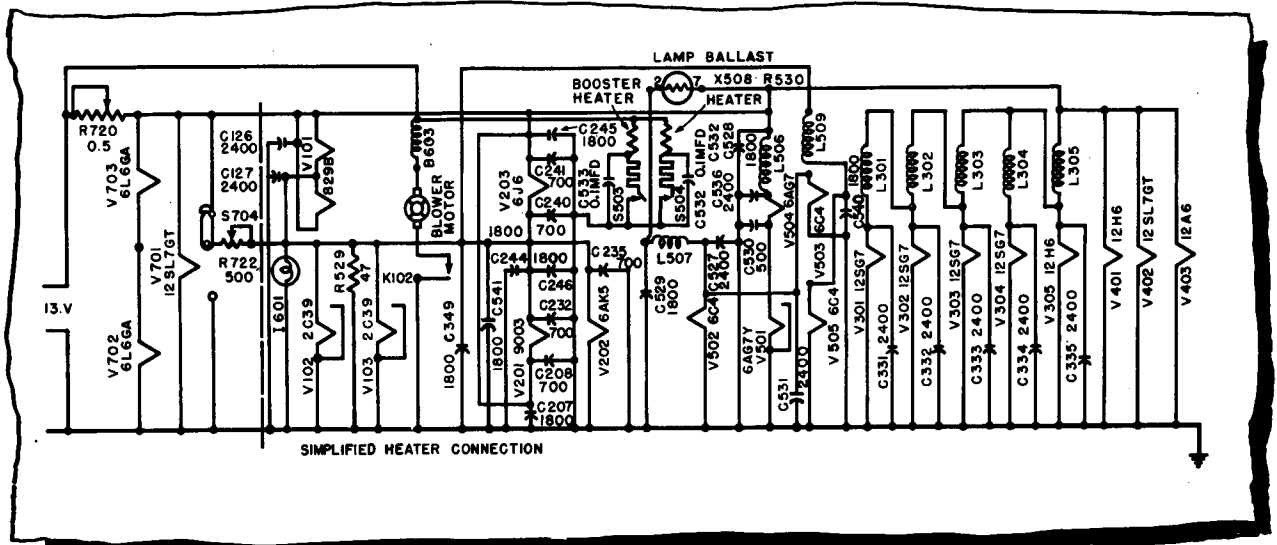 LAMP BALLAST
BOOSTER HEATER
2
7
X508 R530
HEATER
R720
0.5
V703
6L6GA
V701
12SL7GT
V702
6L6GA
13.V
S704
R722
500
C126
2400
C127
2400
V101
829B
I601
V102
2C39
R529
47
V103
2C39
B603
BLOWER MOTOR
K102
1800 C349
1800
C541
1800
C244
V203
6J6
C245
1800
C241
700
C240
700
1800
C246
C232
700
V201 9003
C208
700
C207
1800
C533
0.1MFD
S503
S504
C532
0.1MFD
V202
6AK5
C235
700
L507
C529
1800
C527
2400
V502 6C4
C532
C528
1800
C536
2400
C530
500
L506
V504 6AG7
6AG7Y
V501
C531
2400
L509
V503 6C4
V505 6C4
1800
C540
L301
L302
L303
L304
L305
V301 12SG7
C331 2400
V302 12SG7
C332 2400
V303 12SG7
C333 2400
V304 12SG7
C334 2400
V305 12H6
C335 2400
V401 12H6
V402 12SL7GT
V403 12A6
SIMPLIFIED HEATER CONNECTION